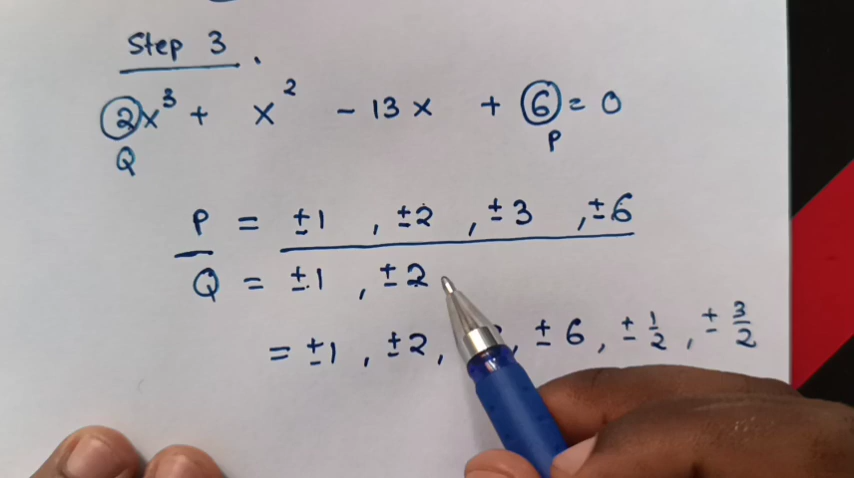 Step 3.
2x³ + x² - 13x + 6 = 0
Q P
P = ±1 , ±2 , ±3 , ±6
Q = ±1 , ±2
= ±1 , ±2 , , ± 6 , ± 1/2 , ± 3/2